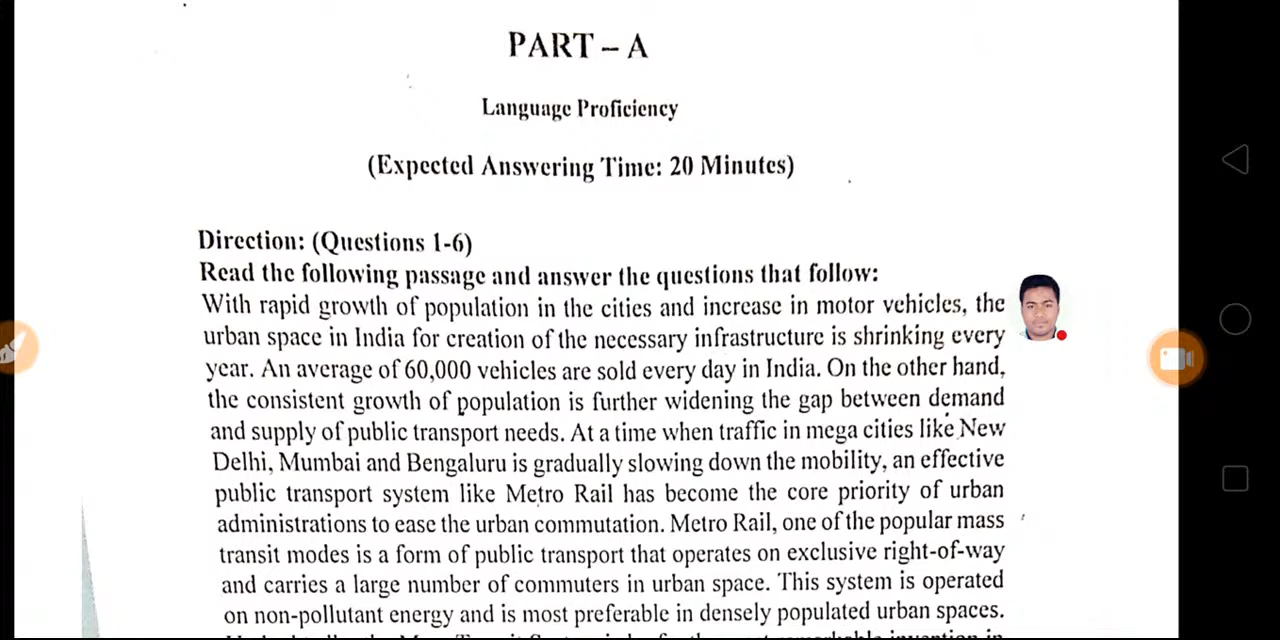 PART – A
Language Proficiency
(Expected Answering Time: 20 Minutes)
Direction: (Questions 1-6)
Read the following passage and answer the questions that follow:
With rapid growth of population in the cities and increase in motor vehicles, the
urban space in India for creation of the necessary infrastructure is shrinking every
year. An average of 60,000 vehicles are sold every day in India. On the other hand,
the consistent growth of population is further widening the gap between demand
and supply of public transport needs. At a time when traffic in mega cities like New
Delhi, Mumbai and Bengaluru is gradually slowing down the mobility, an effective
public transport system like Metro Rail has become the core priority of urban
administrations to ease the urban commutation. Metro Rail, one of the popular mass
transit modes is a form of public transport that operates on exclusive right-of-way
and carries a large number of commuters in urban space. This system is operated
on non-pollutant energy and is most preferable in densely populated urban spaces.